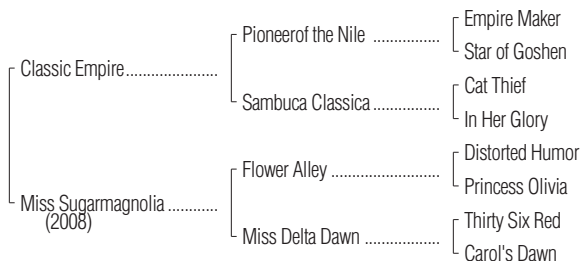 Empire Maker
Pioneerof the Nile ................
Star of Goshen
Classic Empire......................
Cat Thief
Sambuca Classica................
In Her Glory
Distorted Humor
Flower Alley ..........................
Princess Olivia
Miss Sugarmagnolia ............
(2008)
Thirty Six Red
Miss Delta Dawn ..................
Carol's Dawn